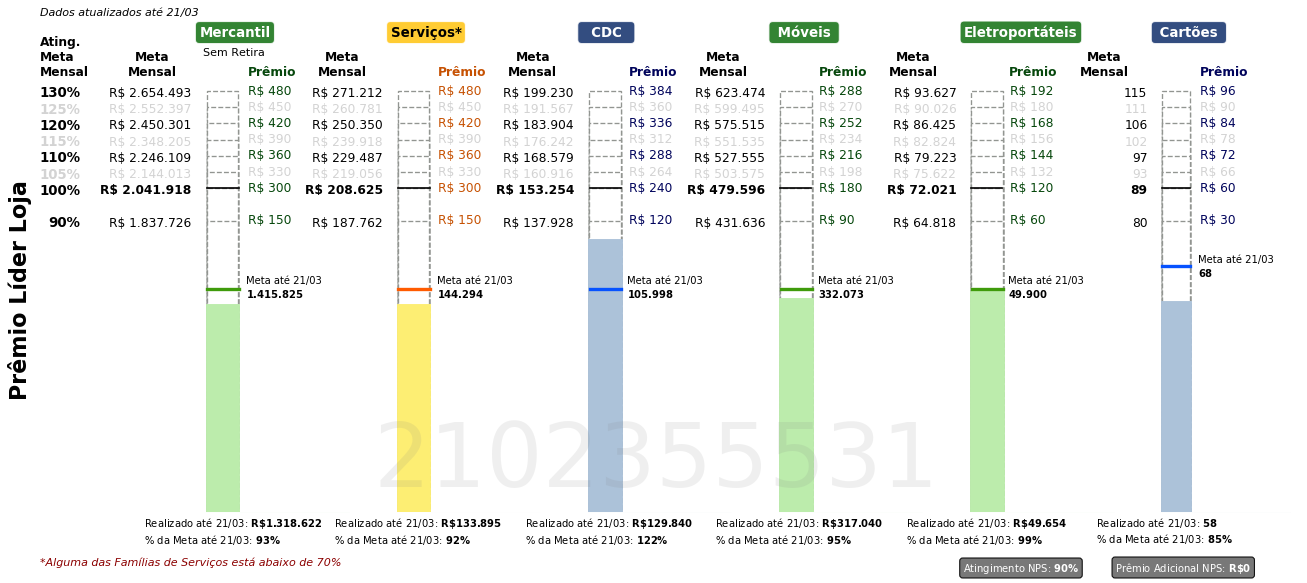 Dados atualizados até 21/03
Mercantil Serviços* CDC Móveis Eletroportáteis Cartões
Sem Retira
Ating. Meta Mensal
Meta Mensal Prêmio Meta Mensal Prêmio Meta Mensal Prêmio Meta Mensal Prêmio Meta Mensal Prêmio Meta Mensal Prêmio
130% R$ 2.654.493 R$ 480 R$ 271.212 R$ 480 R$ 199.230 R$ 384 R$ 623.474 R$ 288 R$ 93.627 R$ 192 115 R$ 96
125% R$ 2.552.397 R$ 450 R$ 260.781 R$ 450 R$ 191.567 R$ 360 R$ 599.495 R$ 270 R$ 90.026 R$ 180 111 R$ 90
120% R$ 2.450.301 R$ 420 R$ 250.350 R$ 420 R$ 183.904 R$ 336 R$ 575.515 R$ 252 R$ 86.425 R$ 168 106 R$ 84
115% R$ 2.348.205 R$ 390 R$ 239.918 R$ 390 R$ 176.242 R$ 312 R$ 551.535 R$ 234 R$ 82.824 R$ 156 102 R$ 78
110% R$ 2.246.109 R$ 360 R$ 229.487 R$ 360 R$ 168.579 R$ 288 R$ 527.555 R$ 216 R$ 79.223 R$ 144 97 R$ 72
105% R$ 2.144.013 R$ 330 R$ 219.056 R$ 330 R$ 160.916 R$ 264 R$ 503.575 R$ 198 R$ 75.622 R$ 132 93 R$ 66
100% R$ 2.041.918 R$ 300 R$ 208.625 R$ 300 R$ 153.254 R$ 240 R$ 479.596 R$ 180 R$ 72.021 R$ 120 89 R$ 60
90% R$ 1.837.726 R$ 150 R$ 187.762 R$ 150 R$ 137.928 R$ 120 R$ 431.636 R$ 90 R$ 64.818 R$ 60 80 R$ 30
Prêmio Líder Loja
Meta até 21/03 Meta até 21/03 Meta até 21/03 Meta até 21/03 Meta até 21/03 Meta até 21/03
1.415.825 144.294 105.998 332.073 49.900 68
2102355531
Realizado até 21/03: R$1.318.622 Realizado até 21/03: R$133.895 Realizado até 21/03: R$129.840 Realizado até 21/03: R$317.040 Realizado até 21/03: R$49.654 Realizado até 21/03: 58
% da Meta até 21/03: 93% % da Meta até 21/03: 92% % da Meta até 21/03: 122% % da Meta até 21/03: 95% % da Meta até 21/03: 99% % da Meta até 21/03: 85%
*Alguma das Famílias de Serviços está abaixo de 70%
Atingimento NPS: 90% Prêmio Adicional NPS: R$0